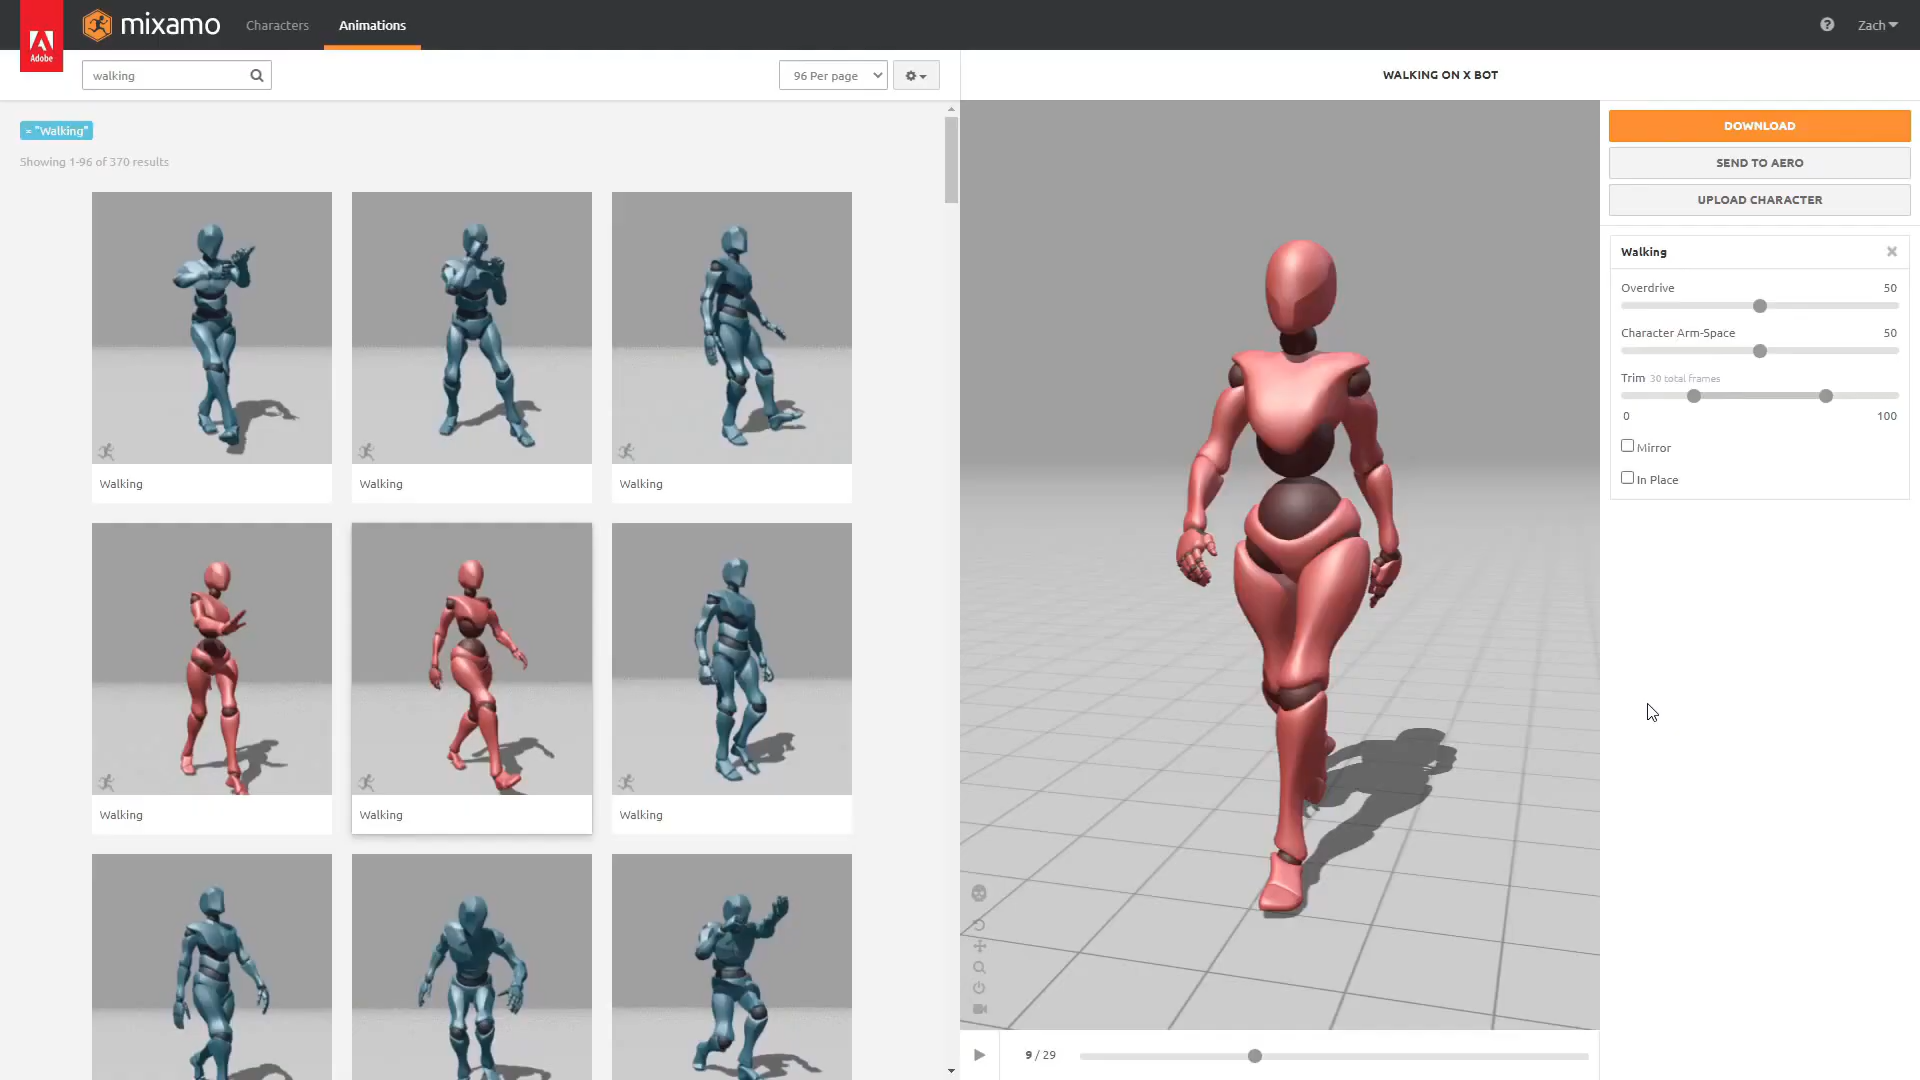 Adobe
mixamo
Characters
Animations
Zach
walking
96 Per page
WALKING ON X BOT
= "Walking"
Showing 1-96 of 370 results
Walking
Walking
Walking
Walking
Walking
Walking
9 / 29
DOWNLOAD
SEND TO AERO
UPLOAD CHARACTER
Walking
Overdrive 50
Character Arm-Space 50
Trim 30 total frames
0 100
Mirror
In Place